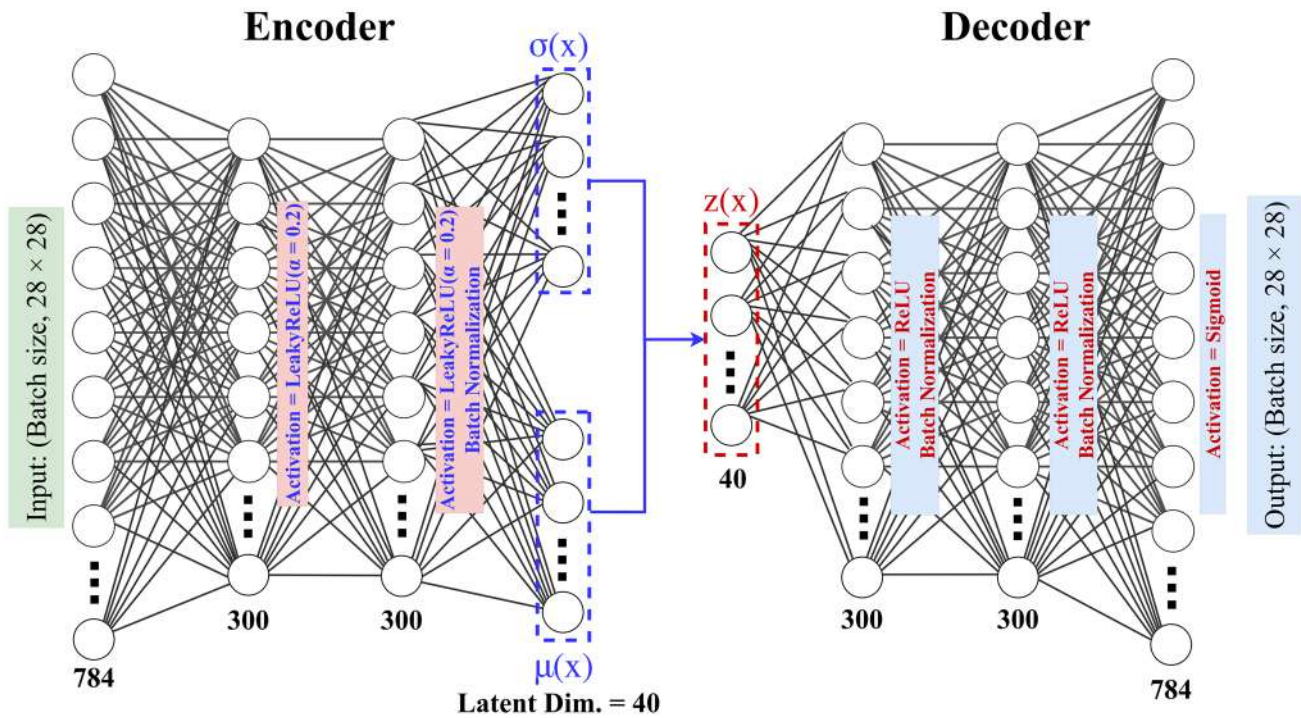 Encoder
Input: (Batch size, 28 × 28)
784
300
Activation = LeakyReLU(α = 0.2)
300
Activation = LeakyReLU(α = 0.2)
Batch Normalization
σ(x)
μ(x)
Latent Dim. = 40
Decoder
z(x)
40
300
Activation = ReLU
Batch Normalization
300
Activation = ReLU
Batch Normalization
784
Activation = Sigmoid
Output: (Batch size, 28 × 28)